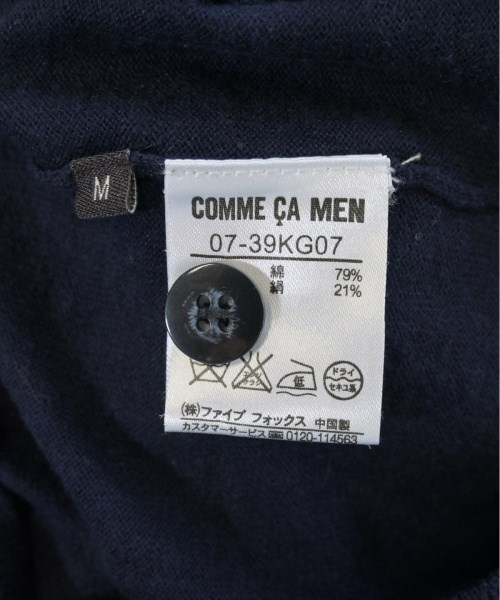 M
COMME ÇA MEN
07-39KG07
綿 79%
絹 21%
低
ドライ
セキユ系
(株)ファイブ フォックス 中国製
カスタマーサービス 0120-114563